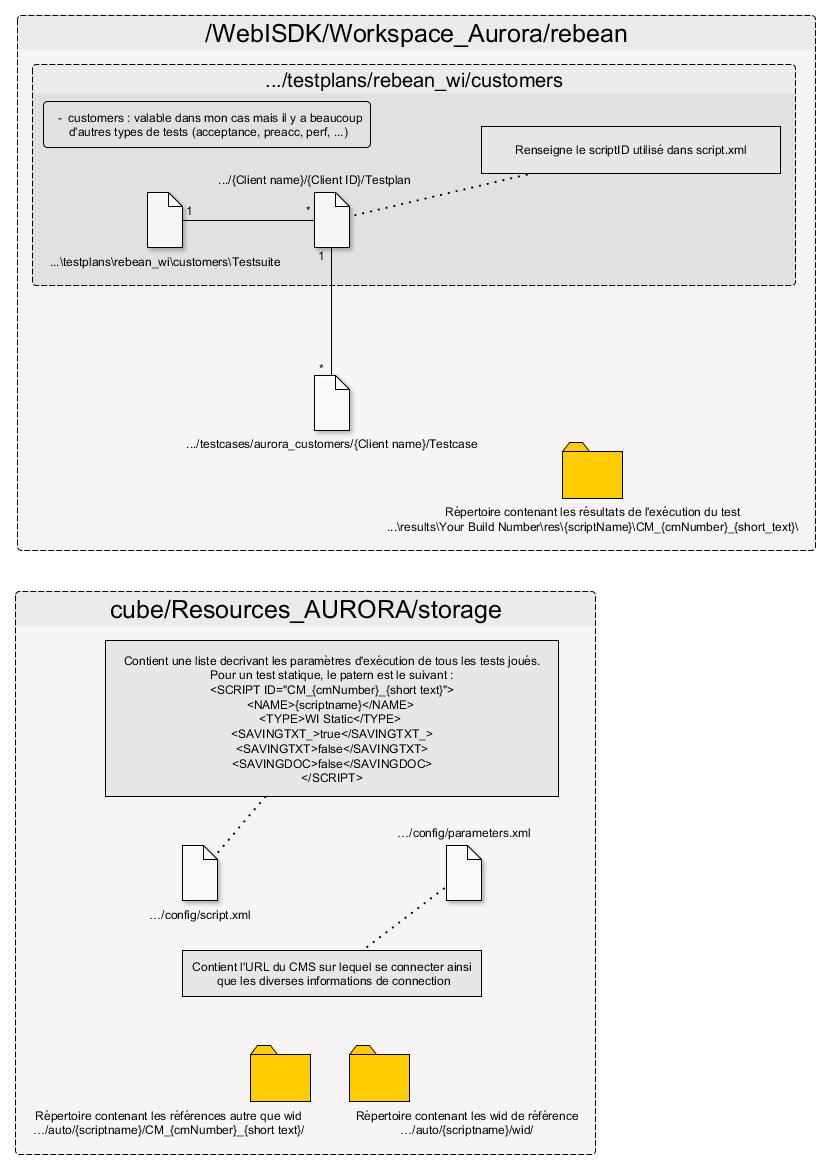 /WebISDK/Workspace_Aurora/rebean
.../testplans/rebean_wi/customers
- customers : valable dans mon cas mais il y a beaucoup
d'autres types de tests (acceptance, preacc, perf, ...)
Renseigne le scriptID utilisé dans script.xml
.../{Client name}/{Client ID}/Testplan
1
*
...\testplans\rebean_wi\customers\Testsuite
1
*
.../testcases/aurora_customers/{Client name}/Testcase
Répertoire contenant les résultats de l'exécution du test
...\results\Your Build Number\res\{scriptName}\CM_{cmNumber}_{short_text}\
cube/Resources_AURORA/storage
Contient une liste decrivant les paramètres d'exécution de tous les tests joués.
Pour un test statique, le patern est le suivant :
<SCRIPT ID="CM_{cmNumber}_{short text}">
<NAME>{scriptname}</NAME>
<TYPE>WI Static</TYPE>
<SAVINGTXT_>true</SAVINGTXT_>
<SAVINGTXT>false</SAVINGTXT>
<SAVINGDOC>false</SAVINGDOC>
</SCRIPT>
.../config/parameters.xml
.../config/script.xml
Contient l'URL du CMS sur lequel se connecter ainsi
que les diverses informations de connection
Répertoire contenant les références autre que wid
.../auto/{scriptname}/CM_{cmNumber}_{short text}/
Répertoire contenant les wid de référence
.../auto/{scriptname}/wid/